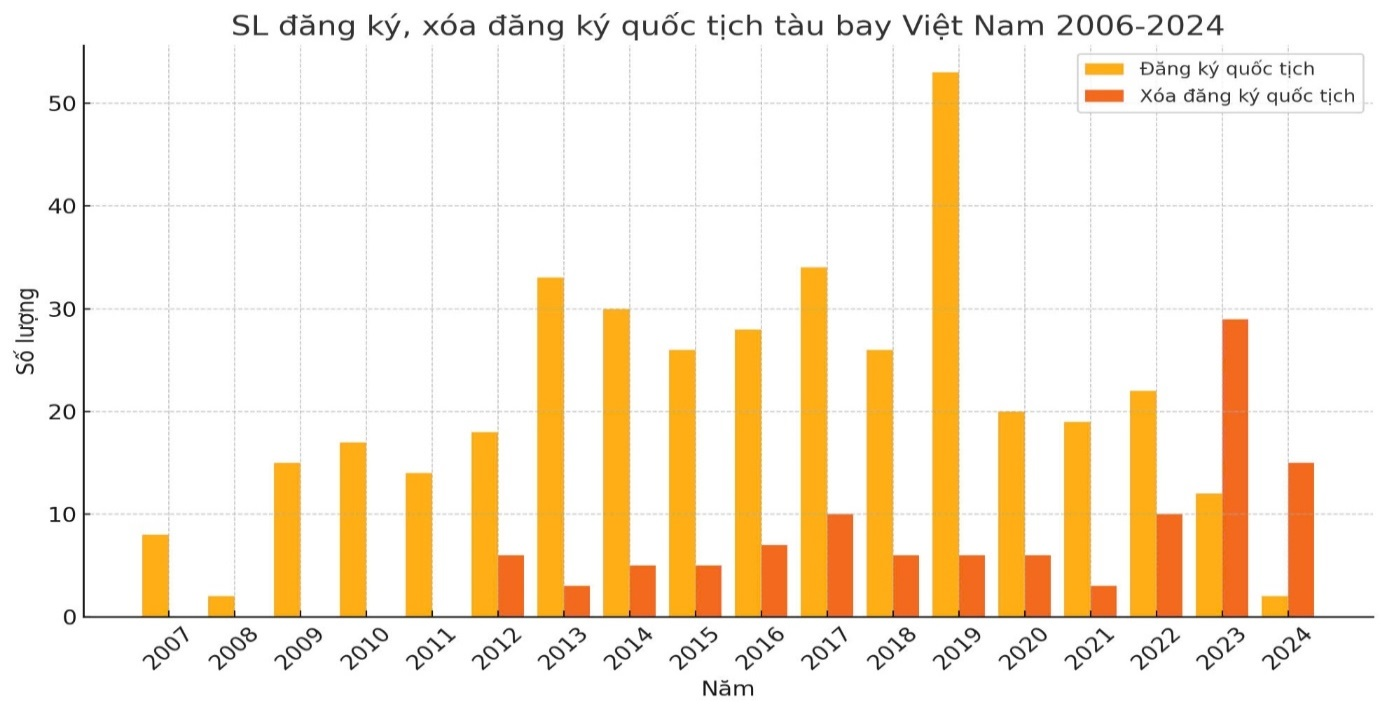 SL đăng ký, xóa đăng ký quốc tịch tàu bay Việt Nam 2006-2024
Đăng ký quốc tịch
Xóa đăng ký quốc tịch
Số lượng
50
40
30
20
10
0
2007 2008 2009 2010 2011 2012 2013 2014 2015 2016 2017 2018 2019 2020 2021 2022 2023 2024
Năm